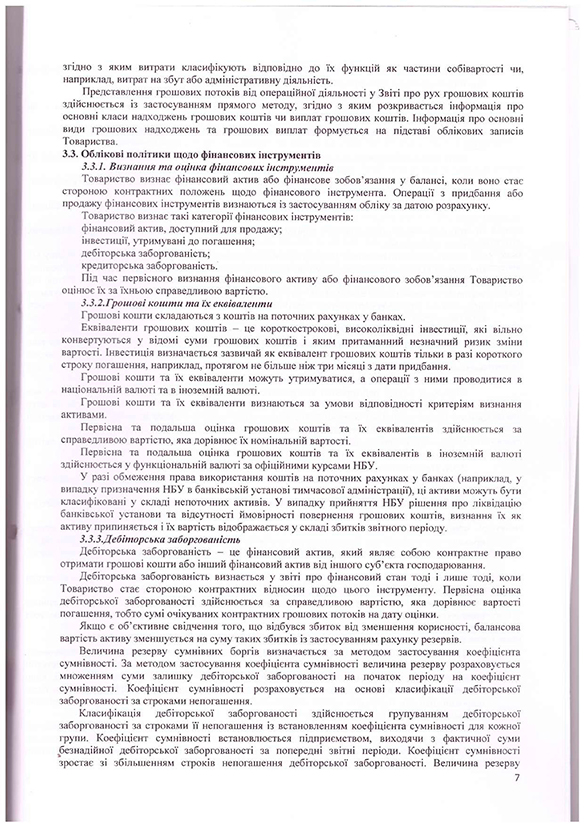 згідно з яким витрати класифікують відповідно до їх функцій як частини собівартості чи,
наприклад, витрат на збут або адміністративну діяльність.
Представлення грошових потоків від операційної діяльності у Звіті про рух грошових коштів
здійснюється із застосуванням прямого методу, згідно з яким розкривається інформація про
основні класи надходжень грошових коштів чи виплат грошових коштів. Інформація про основні
види грошових надходжень та грошових виплат формується на підставі облікових записів
Товариства.
3.3. Облікові політики щодо фінансових інструментів
3.3.1. Визнання та оцінка фінансових інструментів
Товариство визнає фінансовий актив або фінансове зобов'язання у балансі, коли воно стає
стороною контрактних положень щодо фінансового інструмента. Операції з придбання або
продажу фінансових інструментів визнаються із застосуванням обліку за датою розрахунку.
Товариство визнає такі категорії фінансових інструментів:
фінансовий актив, доступний для продажу;
інвестиції, утримувані до погашення;
дебіторська заборгованість;
кредиторська заборгованість.
Під час первісного визнання фінансового активу або фінансового зобов'язання Товариство
оцінює їх за їхньою справедливою вартістю.
3.3.2.Грошові кошти та їх еквіваленти
Грошові кошти складаються з коштів на поточних рахунках у банках.
Еквіваленти грошових коштів – це короткострокові, високоліквідні інвестиції, які вільно
конвертуються у відомі суми грошових коштів і яким притаманний незначний ризик зміни
вартості. Інвестиція визначається зазвичай як еквівалент грошових коштів тільки в разі короткого
строку погашення, наприклад, протягом не більше ніж три місяці з дати придбання.
Грошові кошти та їх еквіваленти можуть утримуватися, а операції з ними проводитися в
національній валюті та в іноземній валюті.
Грошові кошти та їх еквіваленти визнаються за умови відповідності критеріям визнання
активами.
Первісна та подальша оцінка грошових коштів та їх еквівалентів здійснюється за
справедливою вартістю, яка дорівнює їх номінальній вартості.
Первісна та подальша оцінка грошових коштів та їх еквівалентів в іноземній валюті
здійснюється у функціональній валюті за офіційними курсами НБУ.
У разі обмеження права використання коштів на поточних рахунках у банках (наприклад, у
випадку призначення НБУ в банківській установі тимчасової адміністрації), ці активи можуть бути
класифіковані у складі непоточних активів. У випадку прийняття НБУ рішення про ліквідацію
банківської установи та відсутності ймовірності повернення грошових коштів, визнання їх як
активу припиняється і їх вартість відображається у складі збитків звітного періоду.
3.3.3.Дебіторська заборгованість
Дебіторська заборгованість – це фінансовий актив, який являє собою контрактне право
отримати грошові кошти або інший фінансовий актив від іншого суб'єкта господарювання.
Дебіторська заборгованість визнається у звіті про фінансовий стан тоді і лише тоді, коли
Товариство стає стороною контрактних відносин щодо цього інструменту. Первісна оцінка
дебіторської заборгованості здійснюється за справедливою вартістю, яка дорівнює вартості
погашення, тобто сумі очікуваних контрактних грошових потоків на дату оцінки.
Якщо є об'єктивне свідчення того, що відбувся збиток від зменшення корисності, балансова
вартість активу зменшується на суму таких збитків із застосуванням рахунку резервів.
Величина резерву сумнівних боргів визначається за методом застосування коефіцієнта
сумнівності. За методом застосування коефіцієнта сумнівності величина резерву розраховується
множенням суми залишку дебіторської заборгованості на початок періоду на коефіцієнт
сумнівності. Коефіцієнт сумнівності розраховується на основі класифікації дебіторської
заборгованості за строками непогашення.
Класифікація дебіторської заборгованості здійснюється групуванням дебіторської
заборгованості за строками її непогашення із встановленням коефіцієнта сумнівності для кожної
групи. Коефіцієнт сумнівності встановлюється підприємством, виходячи з фактичної суми
безнадійної дебіторської заборгованості за попередні звітні періоди. Коефіцієнт сумнівності
зростає зі збільшенням строків непогашення дебіторської заборгованості. Величина резерву
7